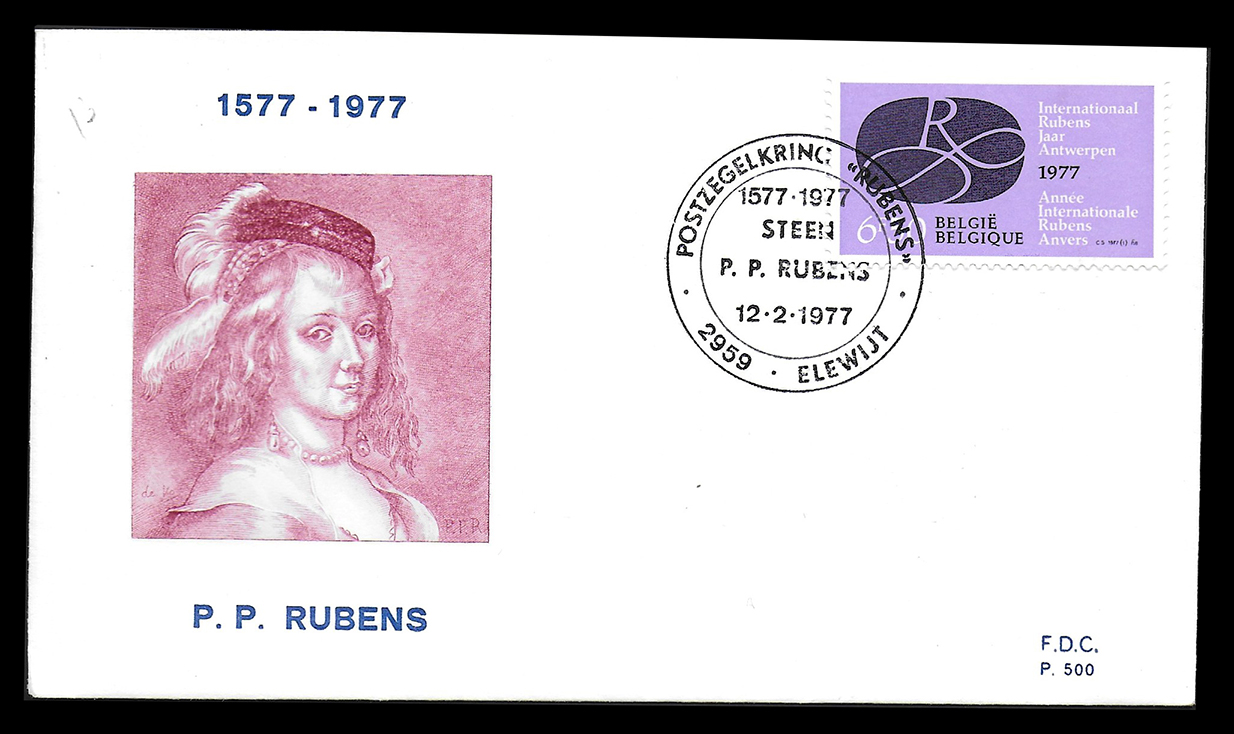 1577 - 1977
P. P. RUBENS
POSTZEGELKRING "RUBENS"
1577·1977
STEEN
P. P. RUBENS
12·2·1977
· 2959 · ELEWIJT ·
R
Internationaal
Rubens
Jaar
Antwerpen
1977
Année
Internationale
Rubens
Anvers
BELGIË
BELGIQUE
F.D.C.
P. 500